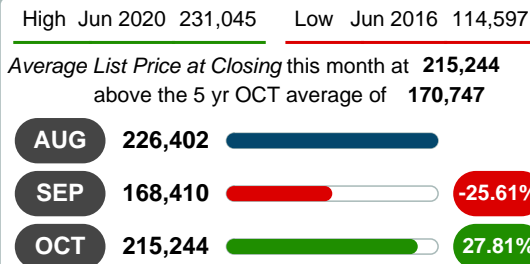 High Jun 2020 231,045 Low Jun 2016 114,597
Average List Price at Closing this month at 215,244
above the 5 yr OCT average of 170,747
AUG 226,402
SEP 168,410 -25.61%
OCT 215,244 27.81%